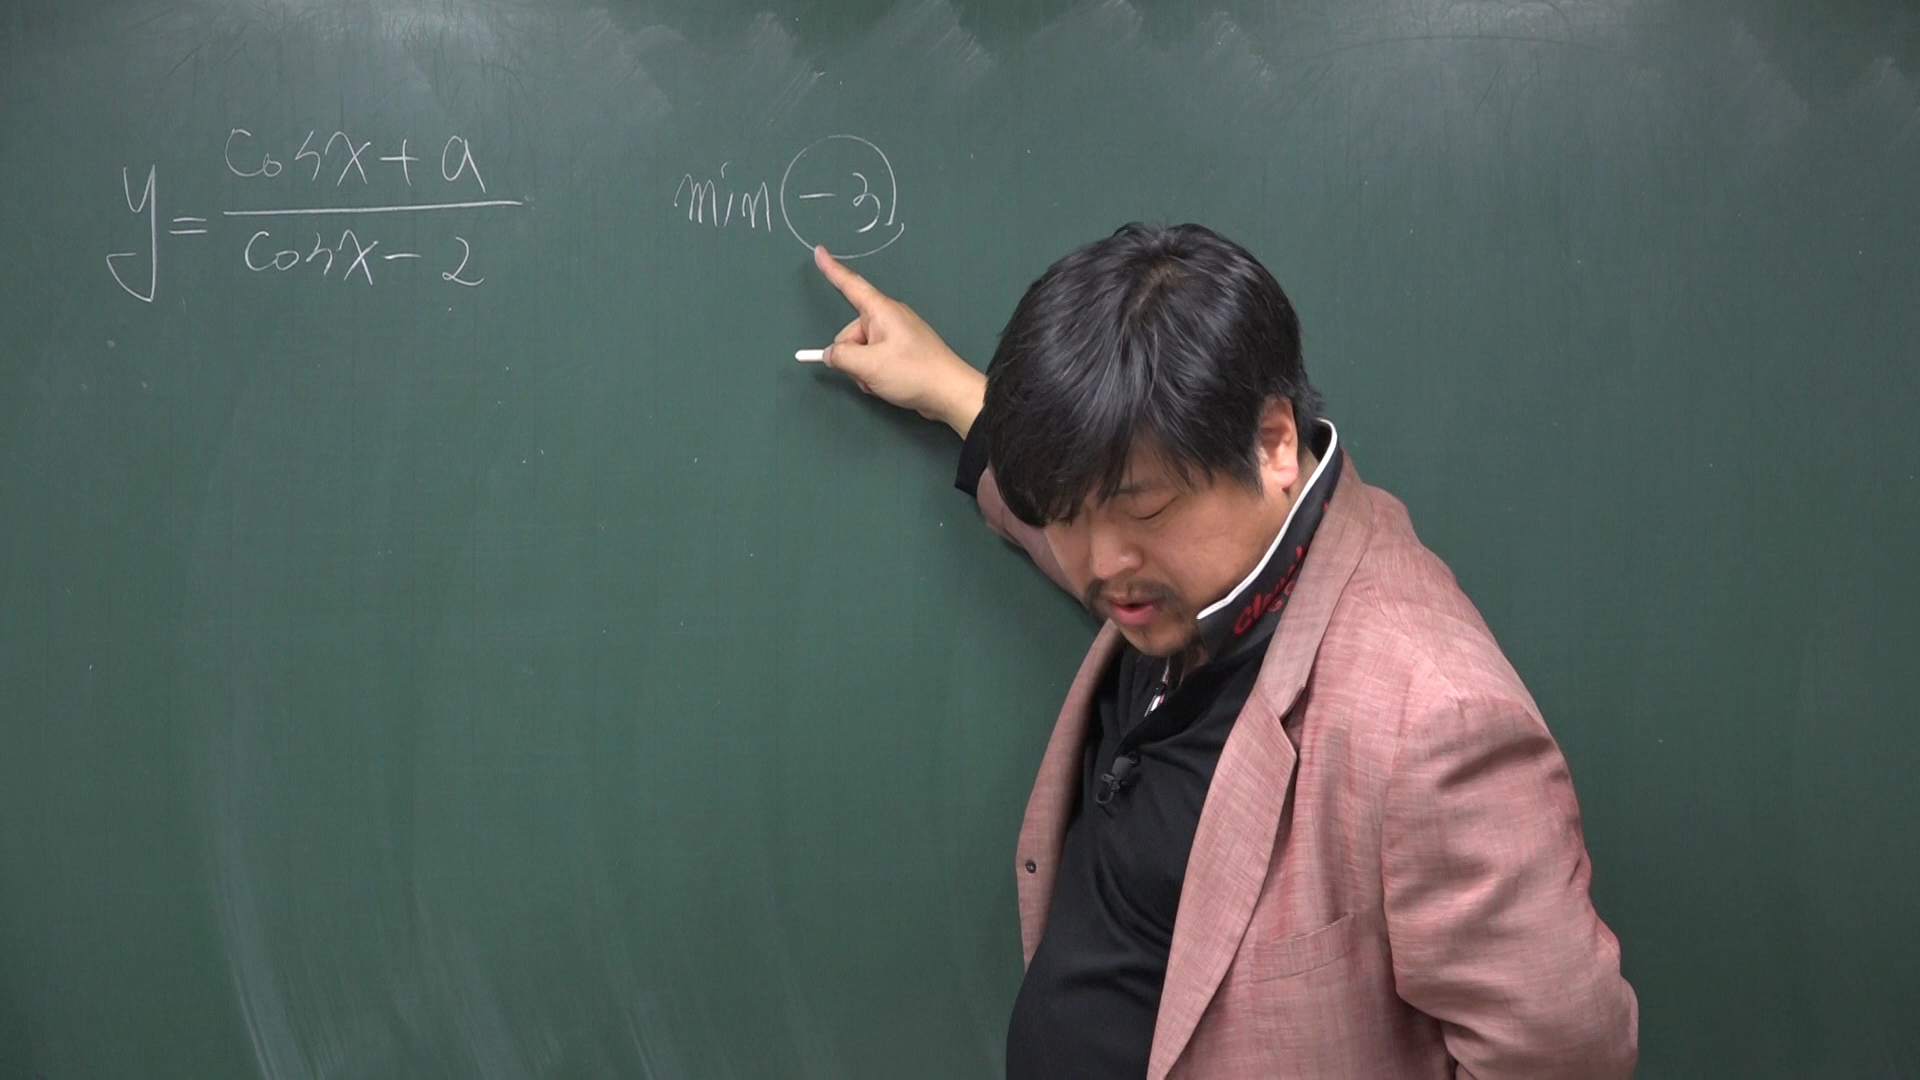 y = (cosx + a) / (cosx - 2)
min -3